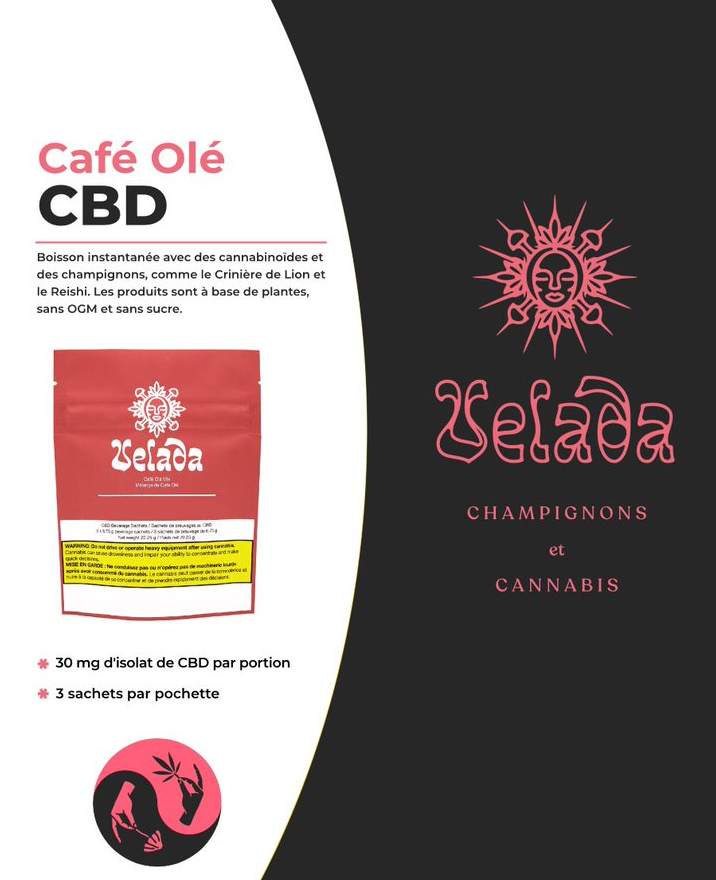 Café Olé
CBD
Boisson instantanée avec des cannabinoïdes et
des champignons, comme le Crinière de Lion et
le Reishi. Les produits sont à base de plantes,
sans OGM et sans sucre.
Velada
Café Olé Mix
Mélange de Café Olé
CBD Beverage Sachets / Sachets de breuvages au CBD
3 x 6.75 g beverage sachets / 3 sachets de breuvage de 6.75 g
Net weight 20.25 g / Poids net 20.25 g
WARNING: Do not drive or operate heavy equipment after using cannabis.
Cannabis can cause drowsiness and impair your ability to concentrate and make
quick decisions.
MISE EN GARDE : Ne conduisez pas ou n'opérez pas de machinerie lourde
après avoir consommé du cannabis. Le cannabis peut causer de la somnolence et
nuire à la capacité de se concentrer et de prendre rapidement des décisions.
30 mg d'isolat de CBD par portion
3 sachets par pochette
Velada
CHAMPIGNONS
et
CANNABIS